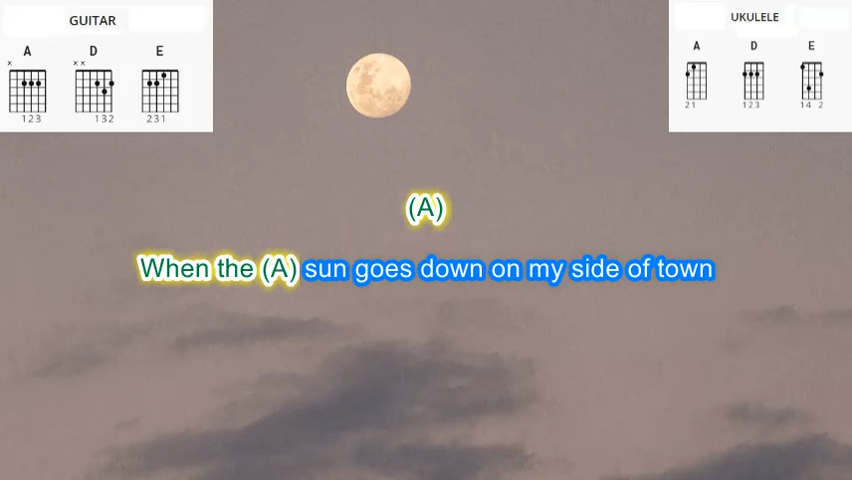 GUITAR
A D E
x xx
123 132 231
UKULELE
A D E
21 123 14 2
(A)
When the (A) sun goes down on my side of town